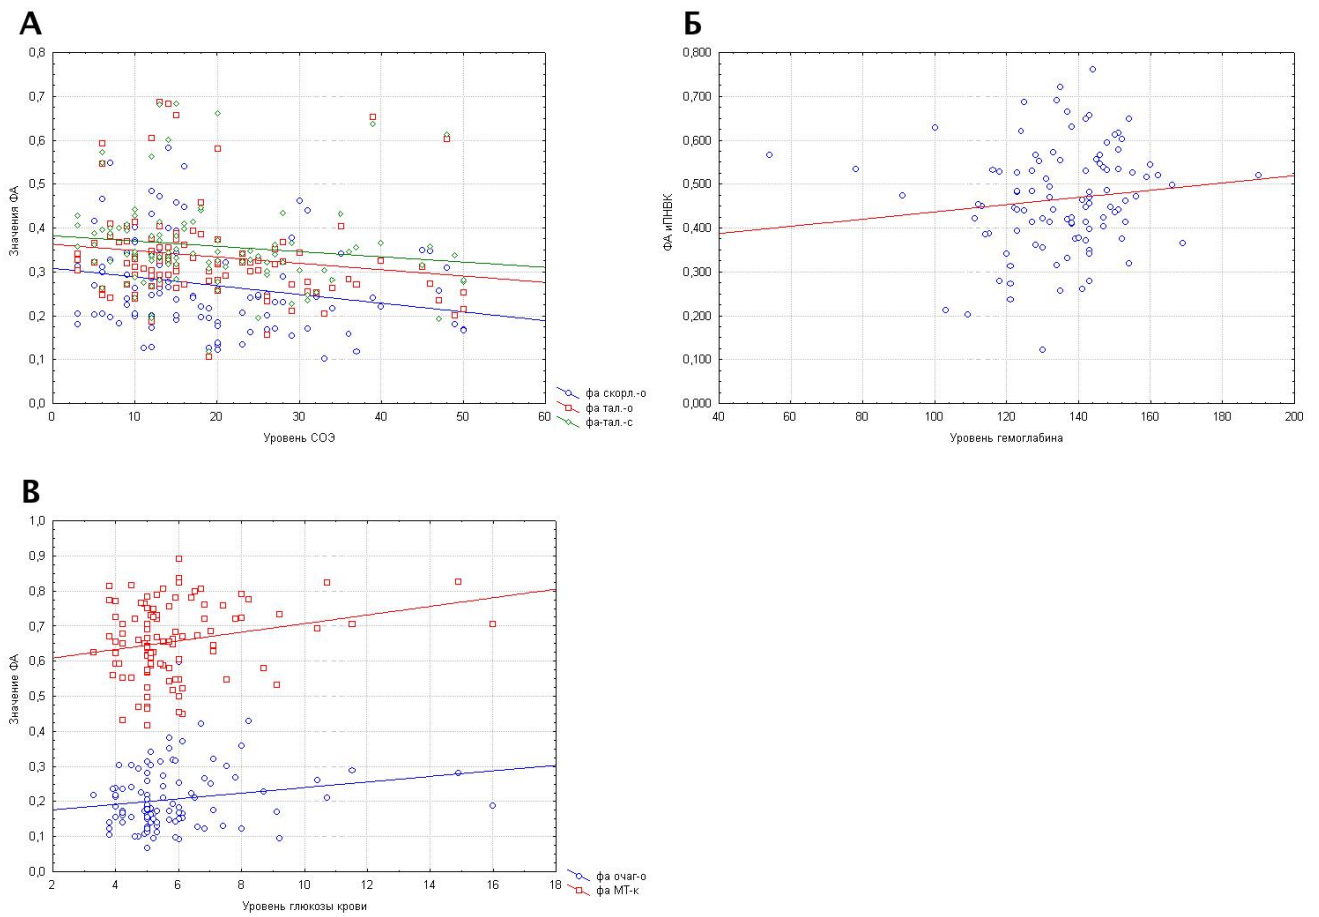 А
0,8
0,7
0,6
0,5
0,4
0,3
0,2
0,1
0,0
Значения ФА
0 10 20 30 40 50 60
Уровень СОЭ
фа скорл.-о
фа тал.-о
фа-тал.-с
Б
0,800
0,700
0,600
0,500
0,400
0,300
0,200
0,100
0,000
ФА иПНВК
40 60 80 100 120 140 160 180 200
Уровень гемоглабина
В
1,0
0,9
0,8
0,7
0,6
0,5
0,4
0,3
0,2
0,1
0,0
Значение ФА
2 4 6 8 10 12 14 16 18
Уровень глюкозы крови
фа очаг-о
фа МТ-к